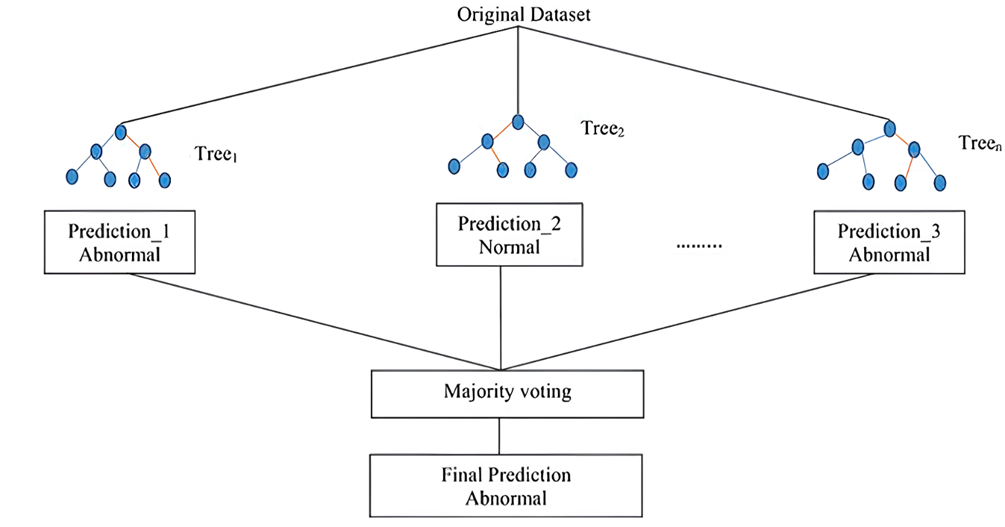 Original Dataset
Tree1
Tree2
Treen
Prediction_1
Abnormal
Prediction_2
Normal
.........
Prediction_3
Abnormal
Majority voting
Final Prediction
Abnormal